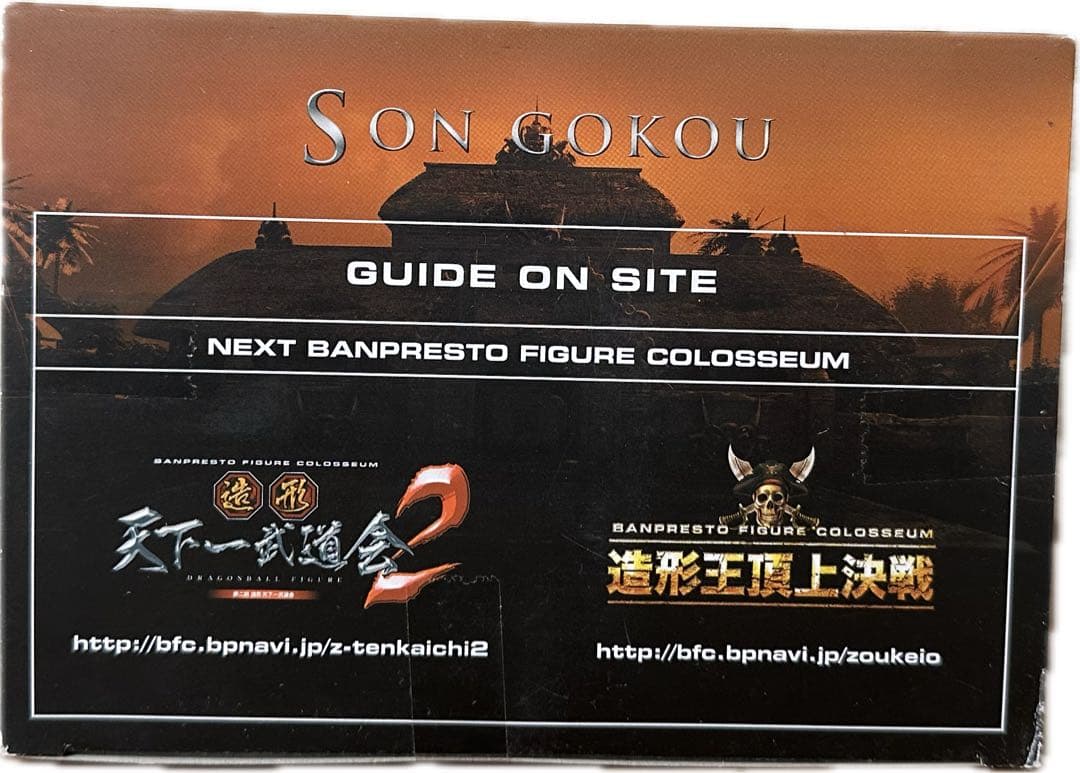 SON GOKOU
GUIDE ON SITE
NEXT BANPRESTO FIGURE COLOSSEUM
BANPRESTO FIGURE COLOSSEUM
造形
天下一武道会2
DRAGONBALL FIGURE
http://bfc.bpnavi.jp/z-tenkaichi2
BANPRESTO FIGURE COLOSSEUM
造形王頂上決戦
http://bfc.bpnavi.jp/zoukeio